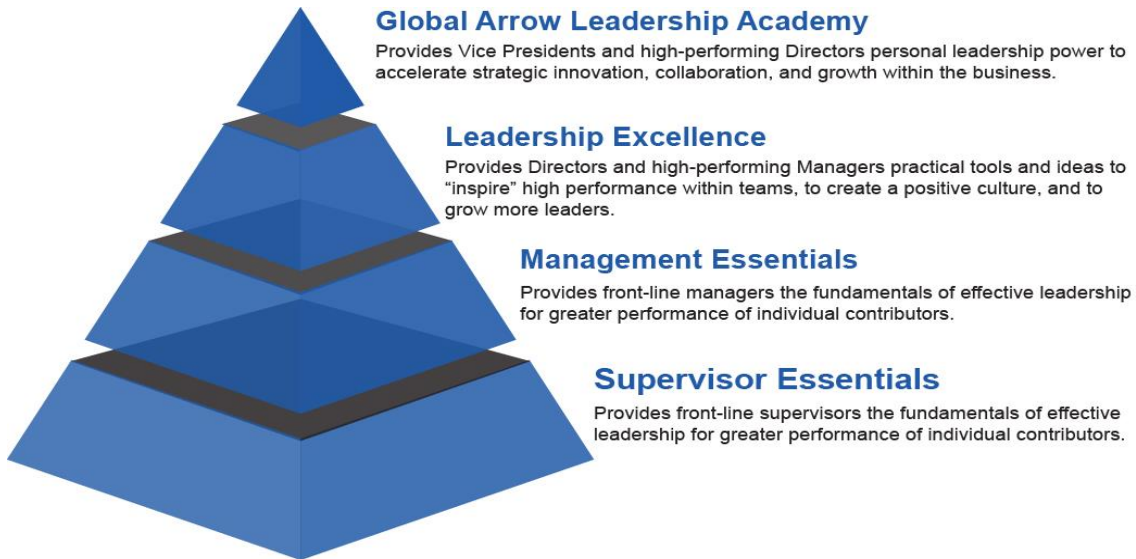 Global Arrow Leadership Academy
Provides Vice Presidents and high-performing Directors personal leadership power to
accelerate strategic innovation, collaboration, and growth within the business.
Leadership Excellence
Provides Directors and high-performing Managers practical tools and ideas to
“inspire” high performance within teams, to create a positive culture, and to
grow more leaders.
Management Essentials
Provides front-line managers the fundamentals of effective leadership
for greater performance of individual contributors.
Supervisor Essentials
Provides front-line supervisors the fundamentals of effective
leadership for greater performance of individual contributors.